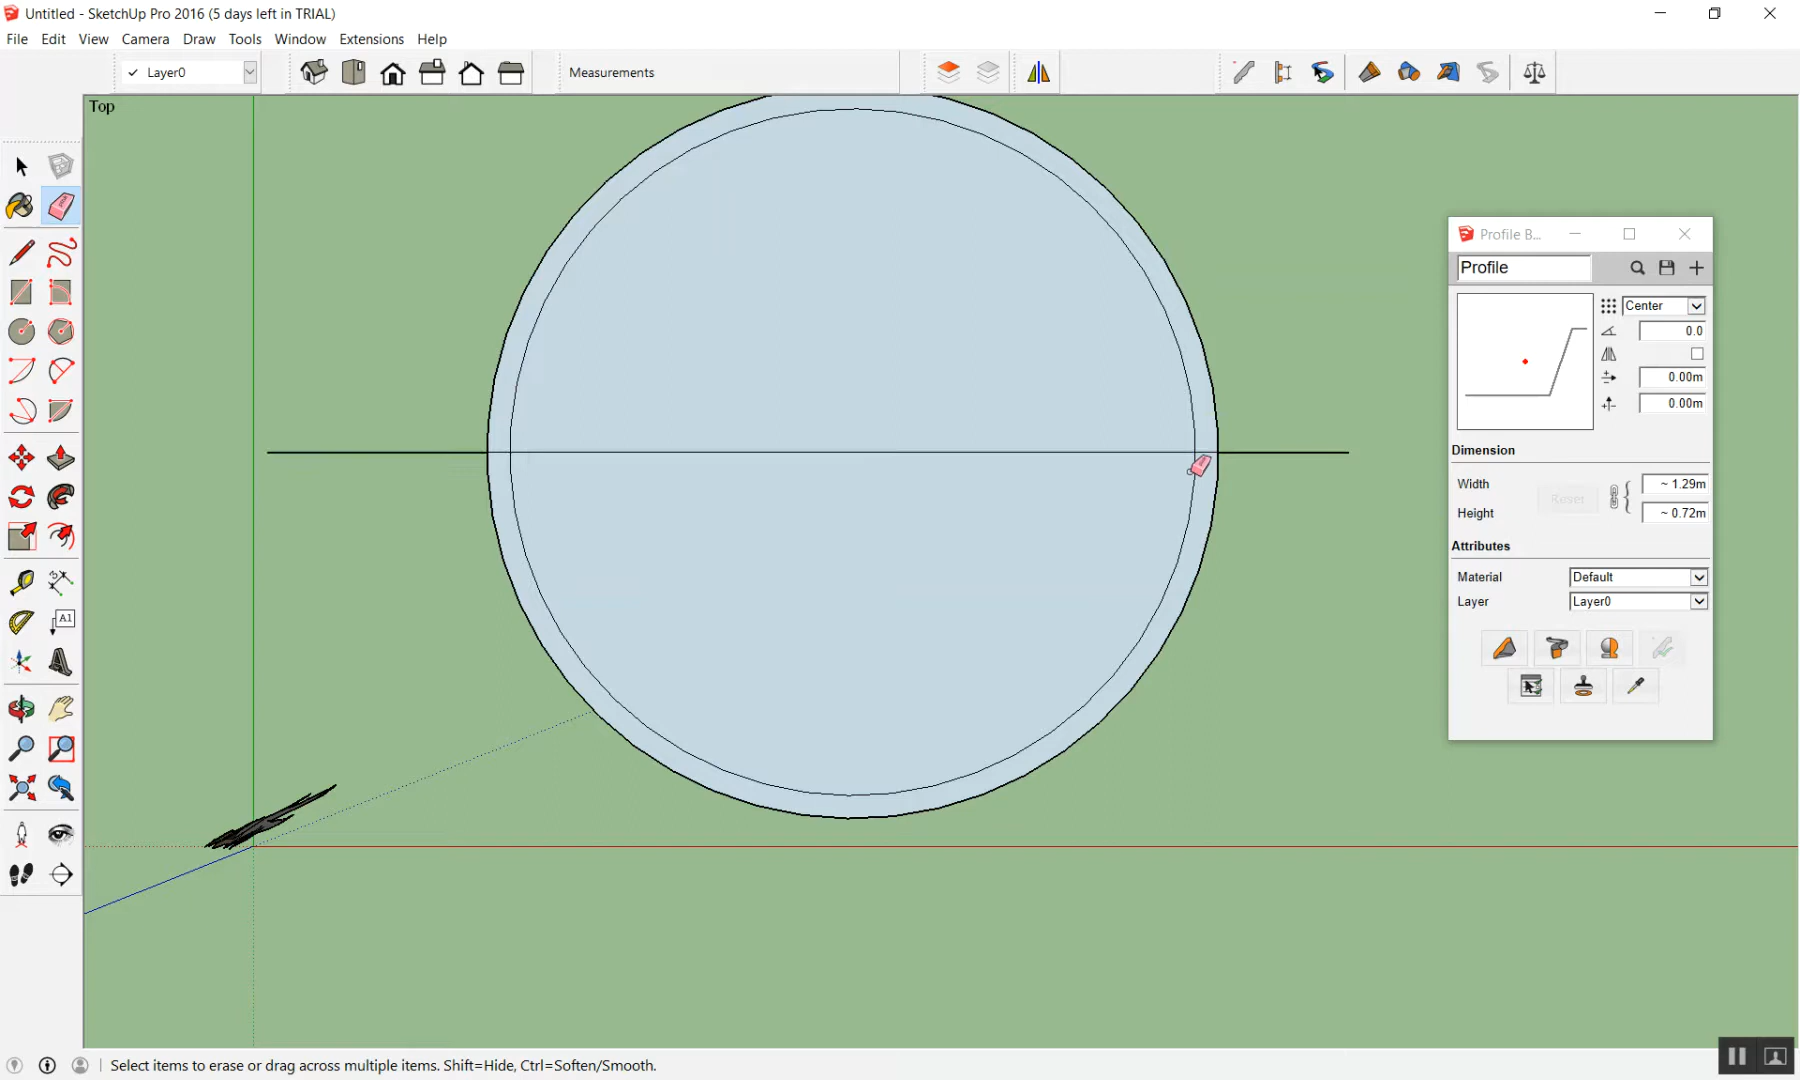 Untitled - SketchUp Pro 2016 (5 days left in TRIAL)
File Edit View Camera Draw Tools Window Extensions Help
Layer0
Measurements
Top
A1
Profile B...
Profile
Center
0.0
0.00m
0.00m
Dimension
Width
Reset
~ 1.29m
Height
~ 0.72m
Attributes
Material
Default
Layer
Layer0
Select items to erase or drag across multiple items. Shift=Hide, Ctrl=Soften/Smooth.